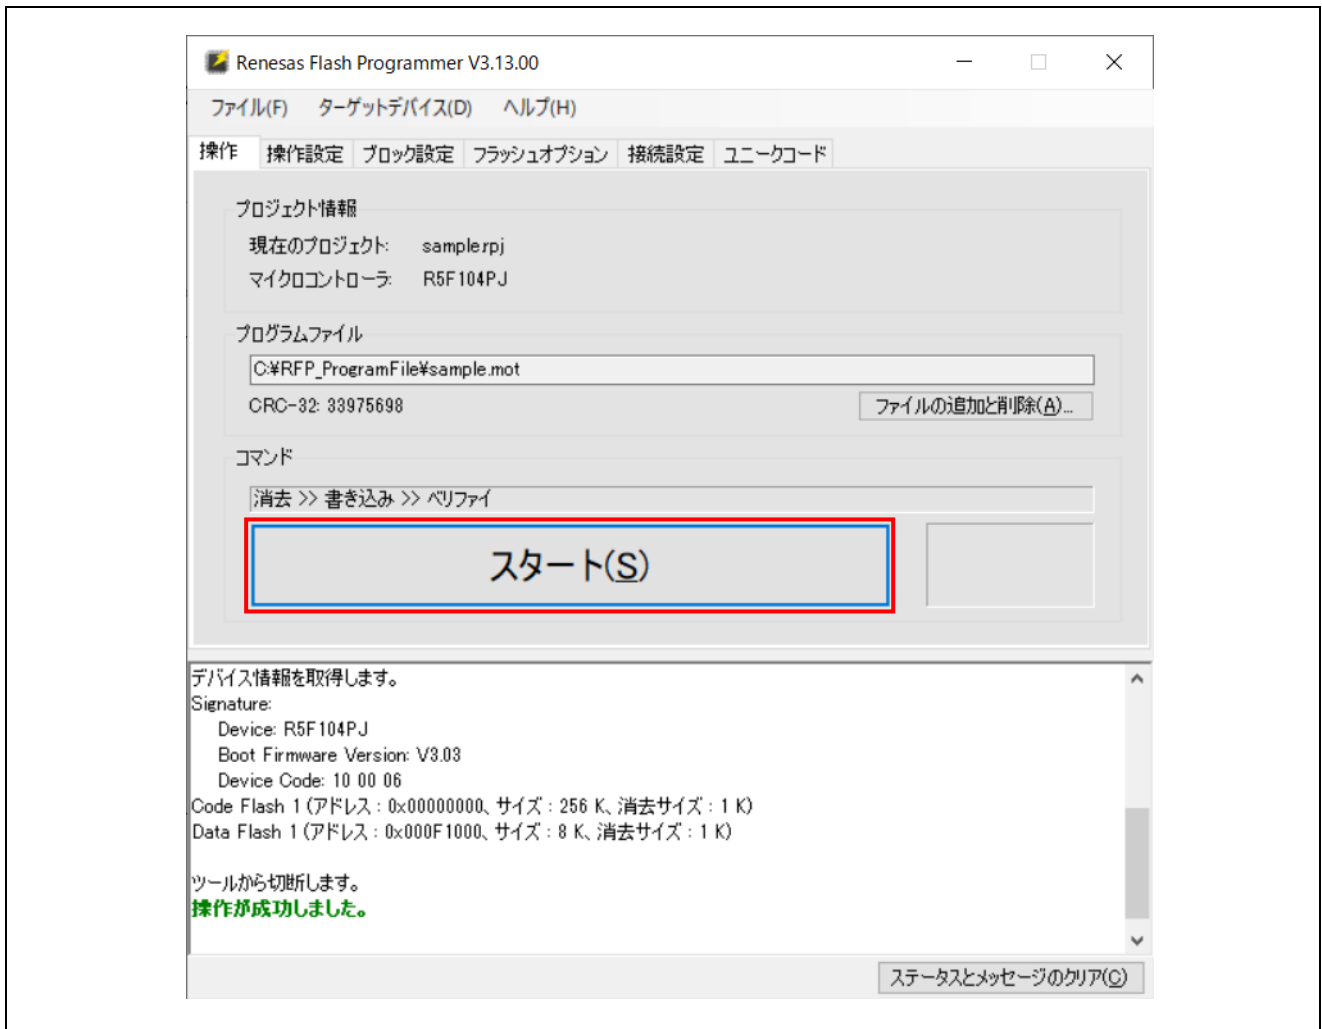 Renesas Flash Programmer V3.13.00
ファイル(F) ターゲットデバイス(D) ヘルプ(H)
操作 操作設定 ブロック設定 フラッシュオプション 接続設定 ユニークコード
プロジェクト情報
現在のプロジェクト: sample.rpj
マイクロコントローラ: R5F104PJ
プログラムファイル
C:¥RFP_ProgramFile¥sample.mot
CRC-32: 33975698 ファイルの追加と削除(A)...
コマンド
消去 >> 書き込み >> ベリファイ
スタート(S)
デバイス情報を取得します。
Signature:
Device: R5F104PJ
Boot Firmware Version: V3.03
Device Code: 10 00 06
Code Flash 1 (アドレス : 0x00000000、サイズ : 256 K、消去サイズ : 1 K)
Data Flash 1 (アドレス : 0x000F1000、サイズ : 8 K、消去サイズ : 1 K)
ツールから切断します。
操作が成功しました。
ステータスとメッセージのクリア(C)